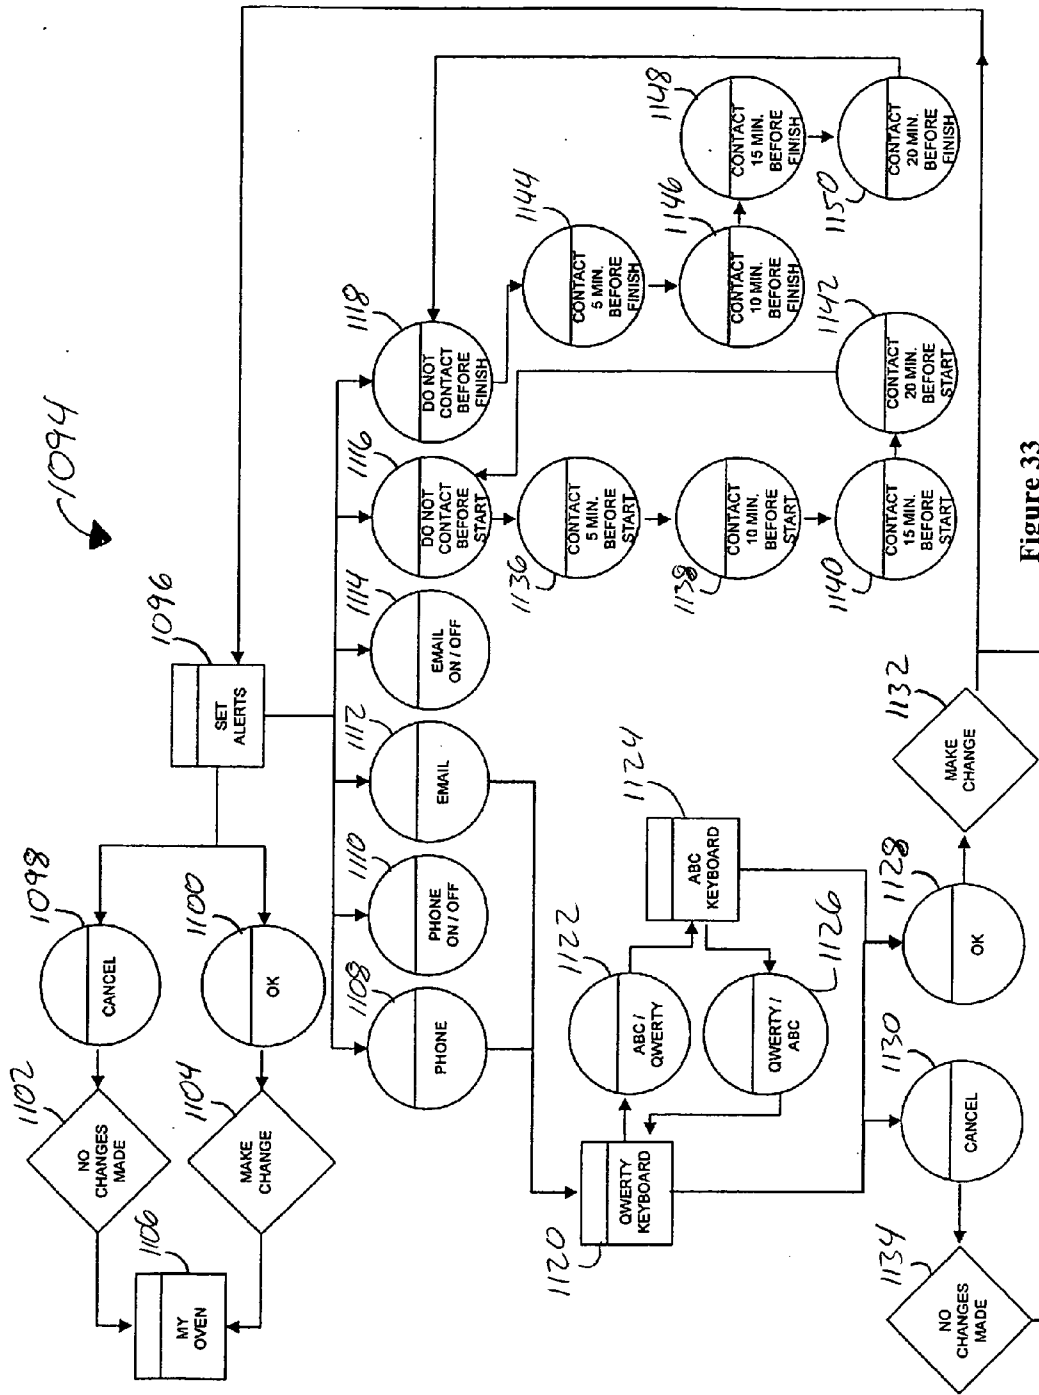 1094
1096
SET
ALERTS
1098
CANCEL
1100
OK
1102
NO
CHANGES
MADE
1104
MAKE
CHANGE
1106
MY
OVEN
1108
PHONE
1110
PHONE
ON / OFF
1112
EMAIL
1114
EMAIL
ON / OFF
1116
DO NOT
CONTACT
BEFORE
START
1118
DO NOT
CONTACT
BEFORE
FINISH
1120
QWERTY
KEYBOARD
1122
ABC /
QWERTY
1124
ABC
KEYBOARD
1126
QWERTY /
ABC
1128
OK
1130
CANCEL
1132
MAKE
CHANGE
1134
NO
CHANGES
MADE
1136
CONTACT
5 MIN.
BEFORE
START
1138
CONTACT
10 MIN.
BEFORE
START
1140
CONTACT
15 MIN.
BEFORE
START
1142
CONTACT
20 MIN.
BEFORE
START
1144
CONTACT
5 MIN.
BEFORE
FINISH
1146
CONTACT
10 MIN.
BEFORE
FINISH
1148
CONTACT
15 MIN.
BEFORE
FINISH
1150
CONTACT
20 MIN.
BEFORE
FINISH
Figure 33